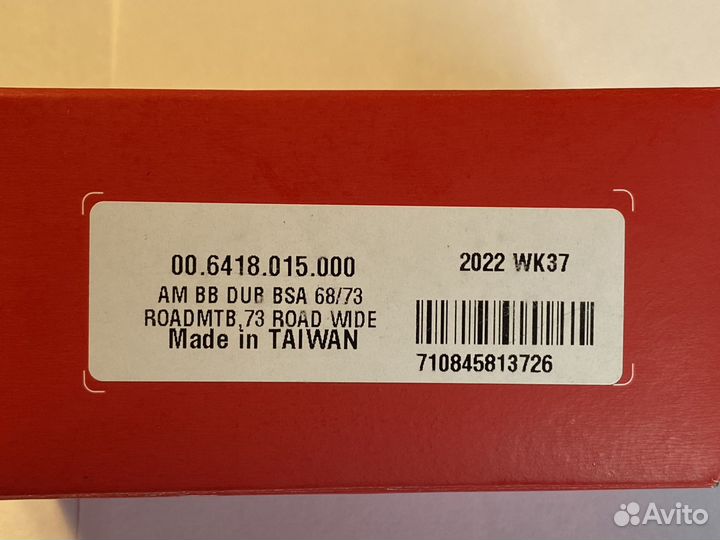 00.6418.015.000
2022 WK37
AM BB DUB BSA 68/73
ROADMTB,73 ROAD WIDE
Made in TAIWAN
710845813726
Avito